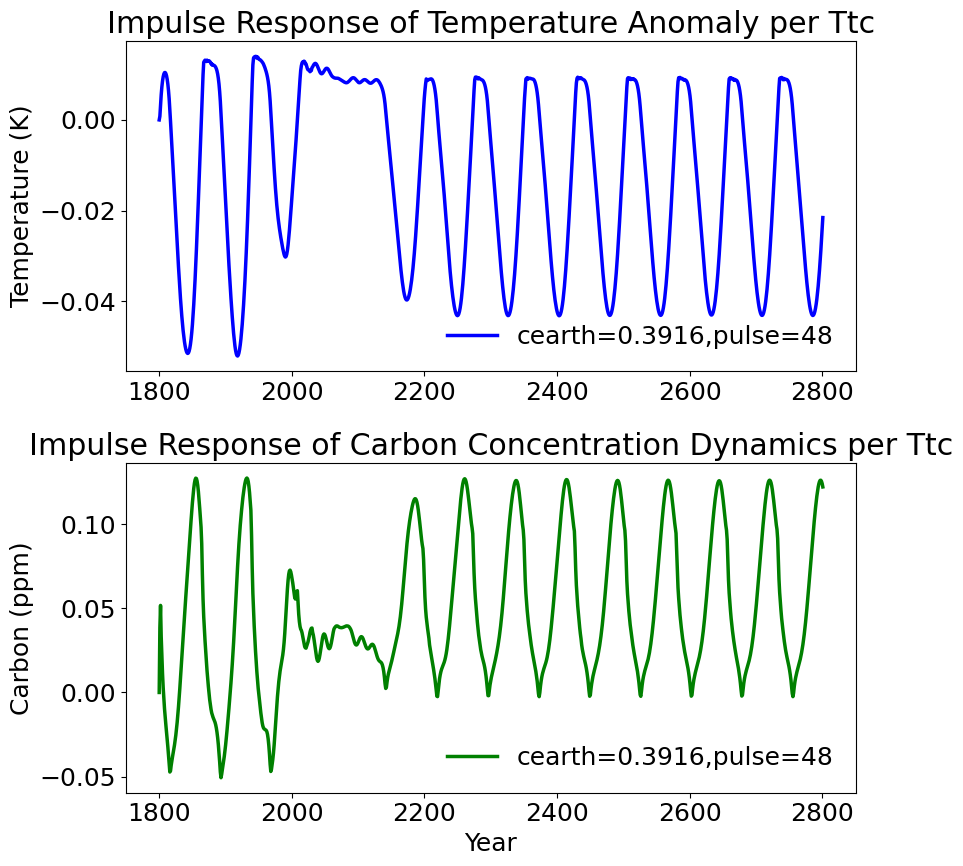 Impulse Response of Temperature Anomaly per Ttc
Temperature (K)
0.00
−0.02
−0.04
cearth=0.3916,pulse=48
1800 2000 2200 2400 2600 2800
Impulse Response of Carbon Concentration Dynamics per Ttc
Carbon (ppm)
0.10
0.05
0.00
−0.05
cearth=0.3916,pulse=48
1800 2000 2200 2400 2600 2800
Year